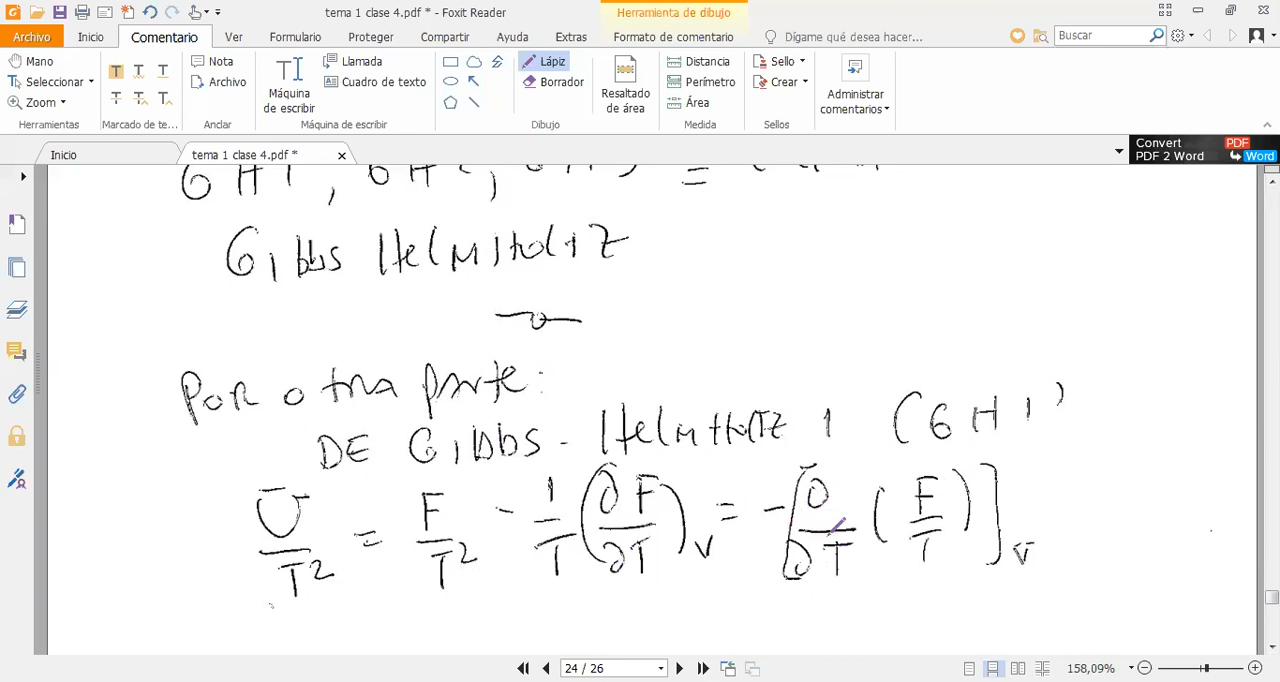 tema 1 clase 4.pdf * - Foxit Reader
Herramienta de dibujo
Archivo Inicio Comentario Ver Formulario Proteger Compartir Ayuda Extras Formato de comentario Dígame qué desea hacer... Buscar
Mano
Seleccionar
Zoom
Herramientas
T T T
T T T
Marcado de te...
Nota
Archivo
Anclar
Máquina
de escribir
Llamada
Cuadro de texto
Máquina de escribir
Lápiz
Borrador
Dibujo
Resaltado
de área
Distancia
Perímetro
Área
Medida
Sello
Crear
Sellos
Administrar
comentarios
Inicio
tema 1 clase 4.pdf *
Convert PDF
PDF 2 Word Word
Gibbs Helmholtz
Por otra parte:
DE Gibbs - Helmholtz 1 (GH1)
U/T² = F/T² - 1/T (∂F/∂T)V = -[∂/∂T (F/T)]V
24 / 26
158,09%